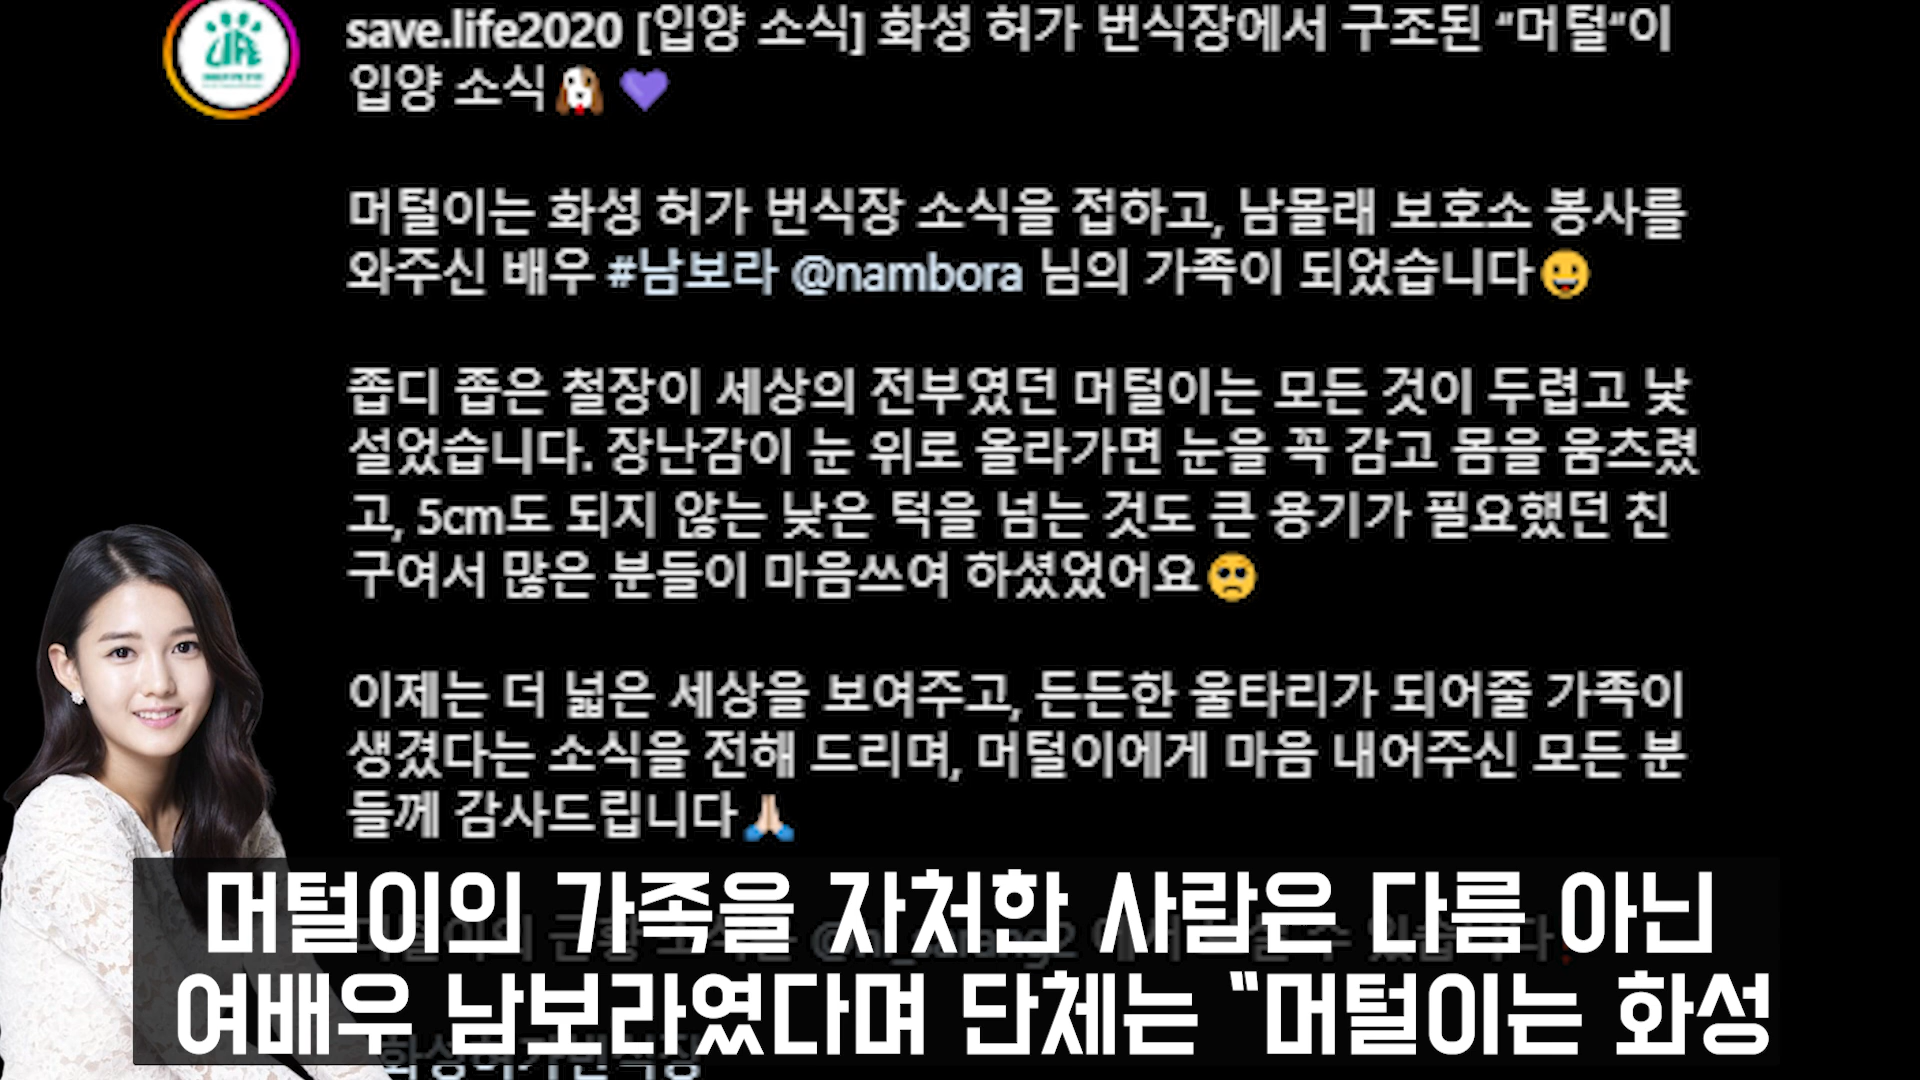 LIFE
save.life2020 [입양 소식] 화성 허가 번식장에서 구조된 “머털“이
입양 소식🐶💜
머털이는 화성 허가 번식장 소식을 접하고, 남몰래 보호소 봉사를
와주신 배우 #남보라 @nambora 님의 가족이 되었습니다😀
좁디 좁은 철장이 세상의 전부였던 머털이는 모든 것이 두렵고 낯
설었습니다. 장난감이 눈 위로 올라가면 눈을 꼭 감고 몸을 움츠렸
고, 5cm도 되지 않는 낮은 턱을 넘는 것도 큰 용기가 필요했던 친
구여서 많은 분들이 마음쓰여 하셨었어요🥺
이제는 더 넓은 세상을 보여주고, 든든한 울타리가 되어줄 가족이
생겼다는 소식을 전해 드리며, 머털이에게 마음 내어주신 모든 분
들께 감사드립니다🙏🏻
머털이의 가족을 자처한 사람은 다름 아닌
여배우 남보라였다며 단체는 "머털이는 화성
화성허가번식장